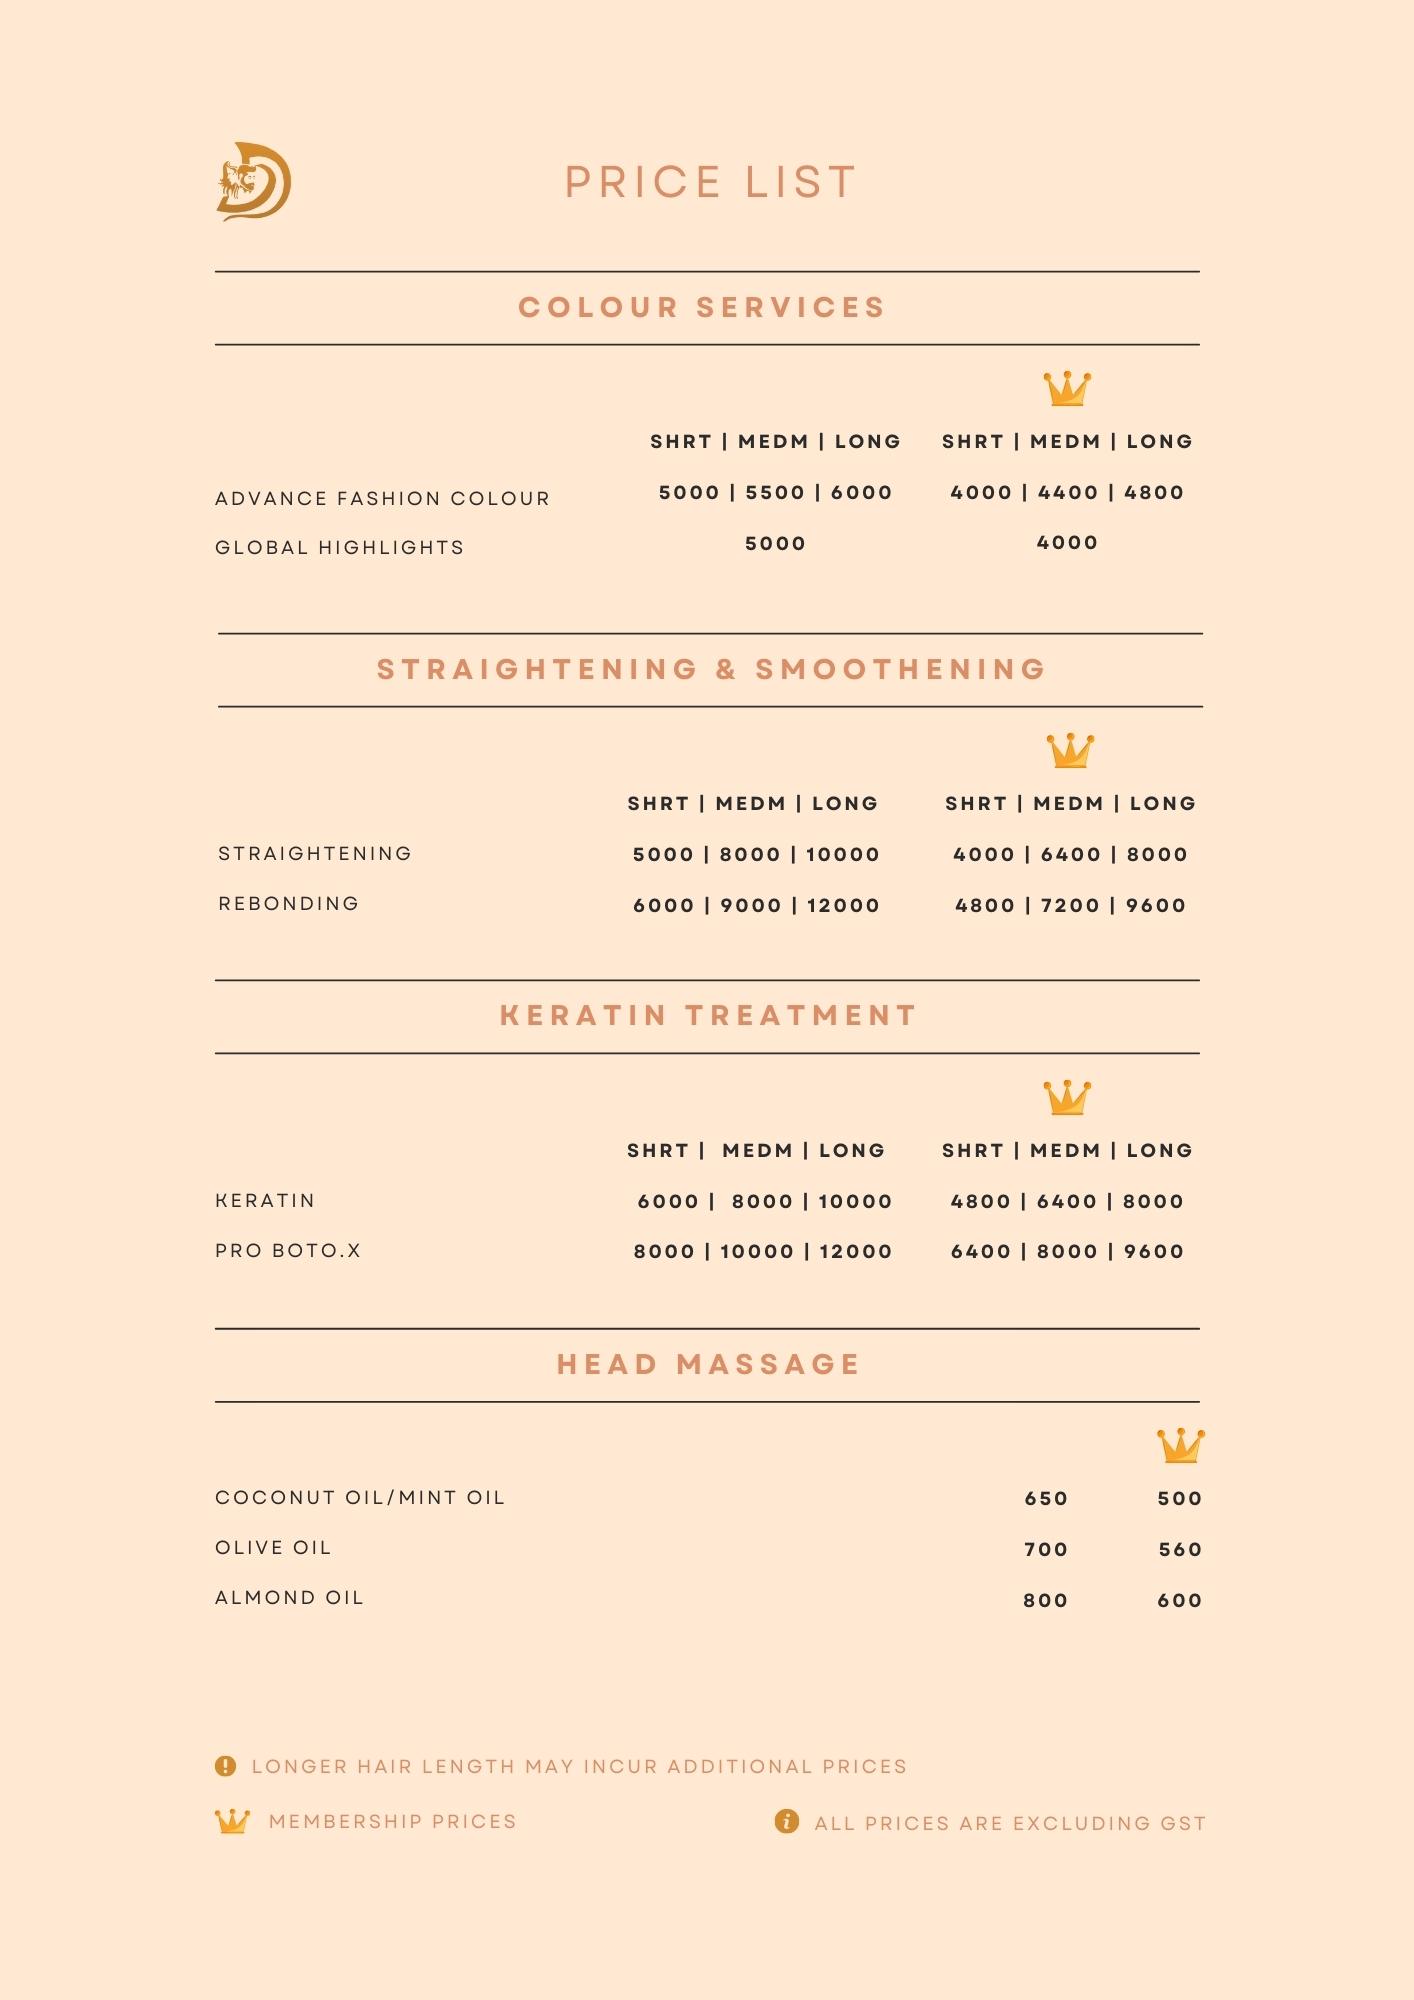 PRICE LIST
COLOUR SERVICES
SHRT | MEDM | LONG SHRT | MEDM | LONG
ADVANCE FASHION COLOUR 5000 | 5500 | 6000 4000 | 4400 | 4800
GLOBAL HIGHLIGHTS 5000 4000
STRAIGHTENING & SMOOTHENING
SHRT | MEDM | LONG SHRT | MEDM | LONG
STRAIGHTENING 5000 | 8000 | 10000 4000 | 6400 | 8000
REBONDING 6000 | 9000 | 12000 4800 | 7200 | 9600
KERATIN TREATMENT
SHRT | MEDM | LONG SHRT | MEDM | LONG
KERATIN 6000 | 8000 | 10000 4800 | 6400 | 8000
PRO BOTO.X 8000 | 10000 | 12000 6400 | 8000 | 9600
HEAD MASSAGE
COCONUT OIL/MINT OIL 650 500
OLIVE OIL 700 560
ALMOND OIL 800 600
LONGER HAIR LENGTH MAY INCUR ADDITIONAL PRICES
MEMBERSHIP PRICES ALL PRICES ARE EXCLUDING GST